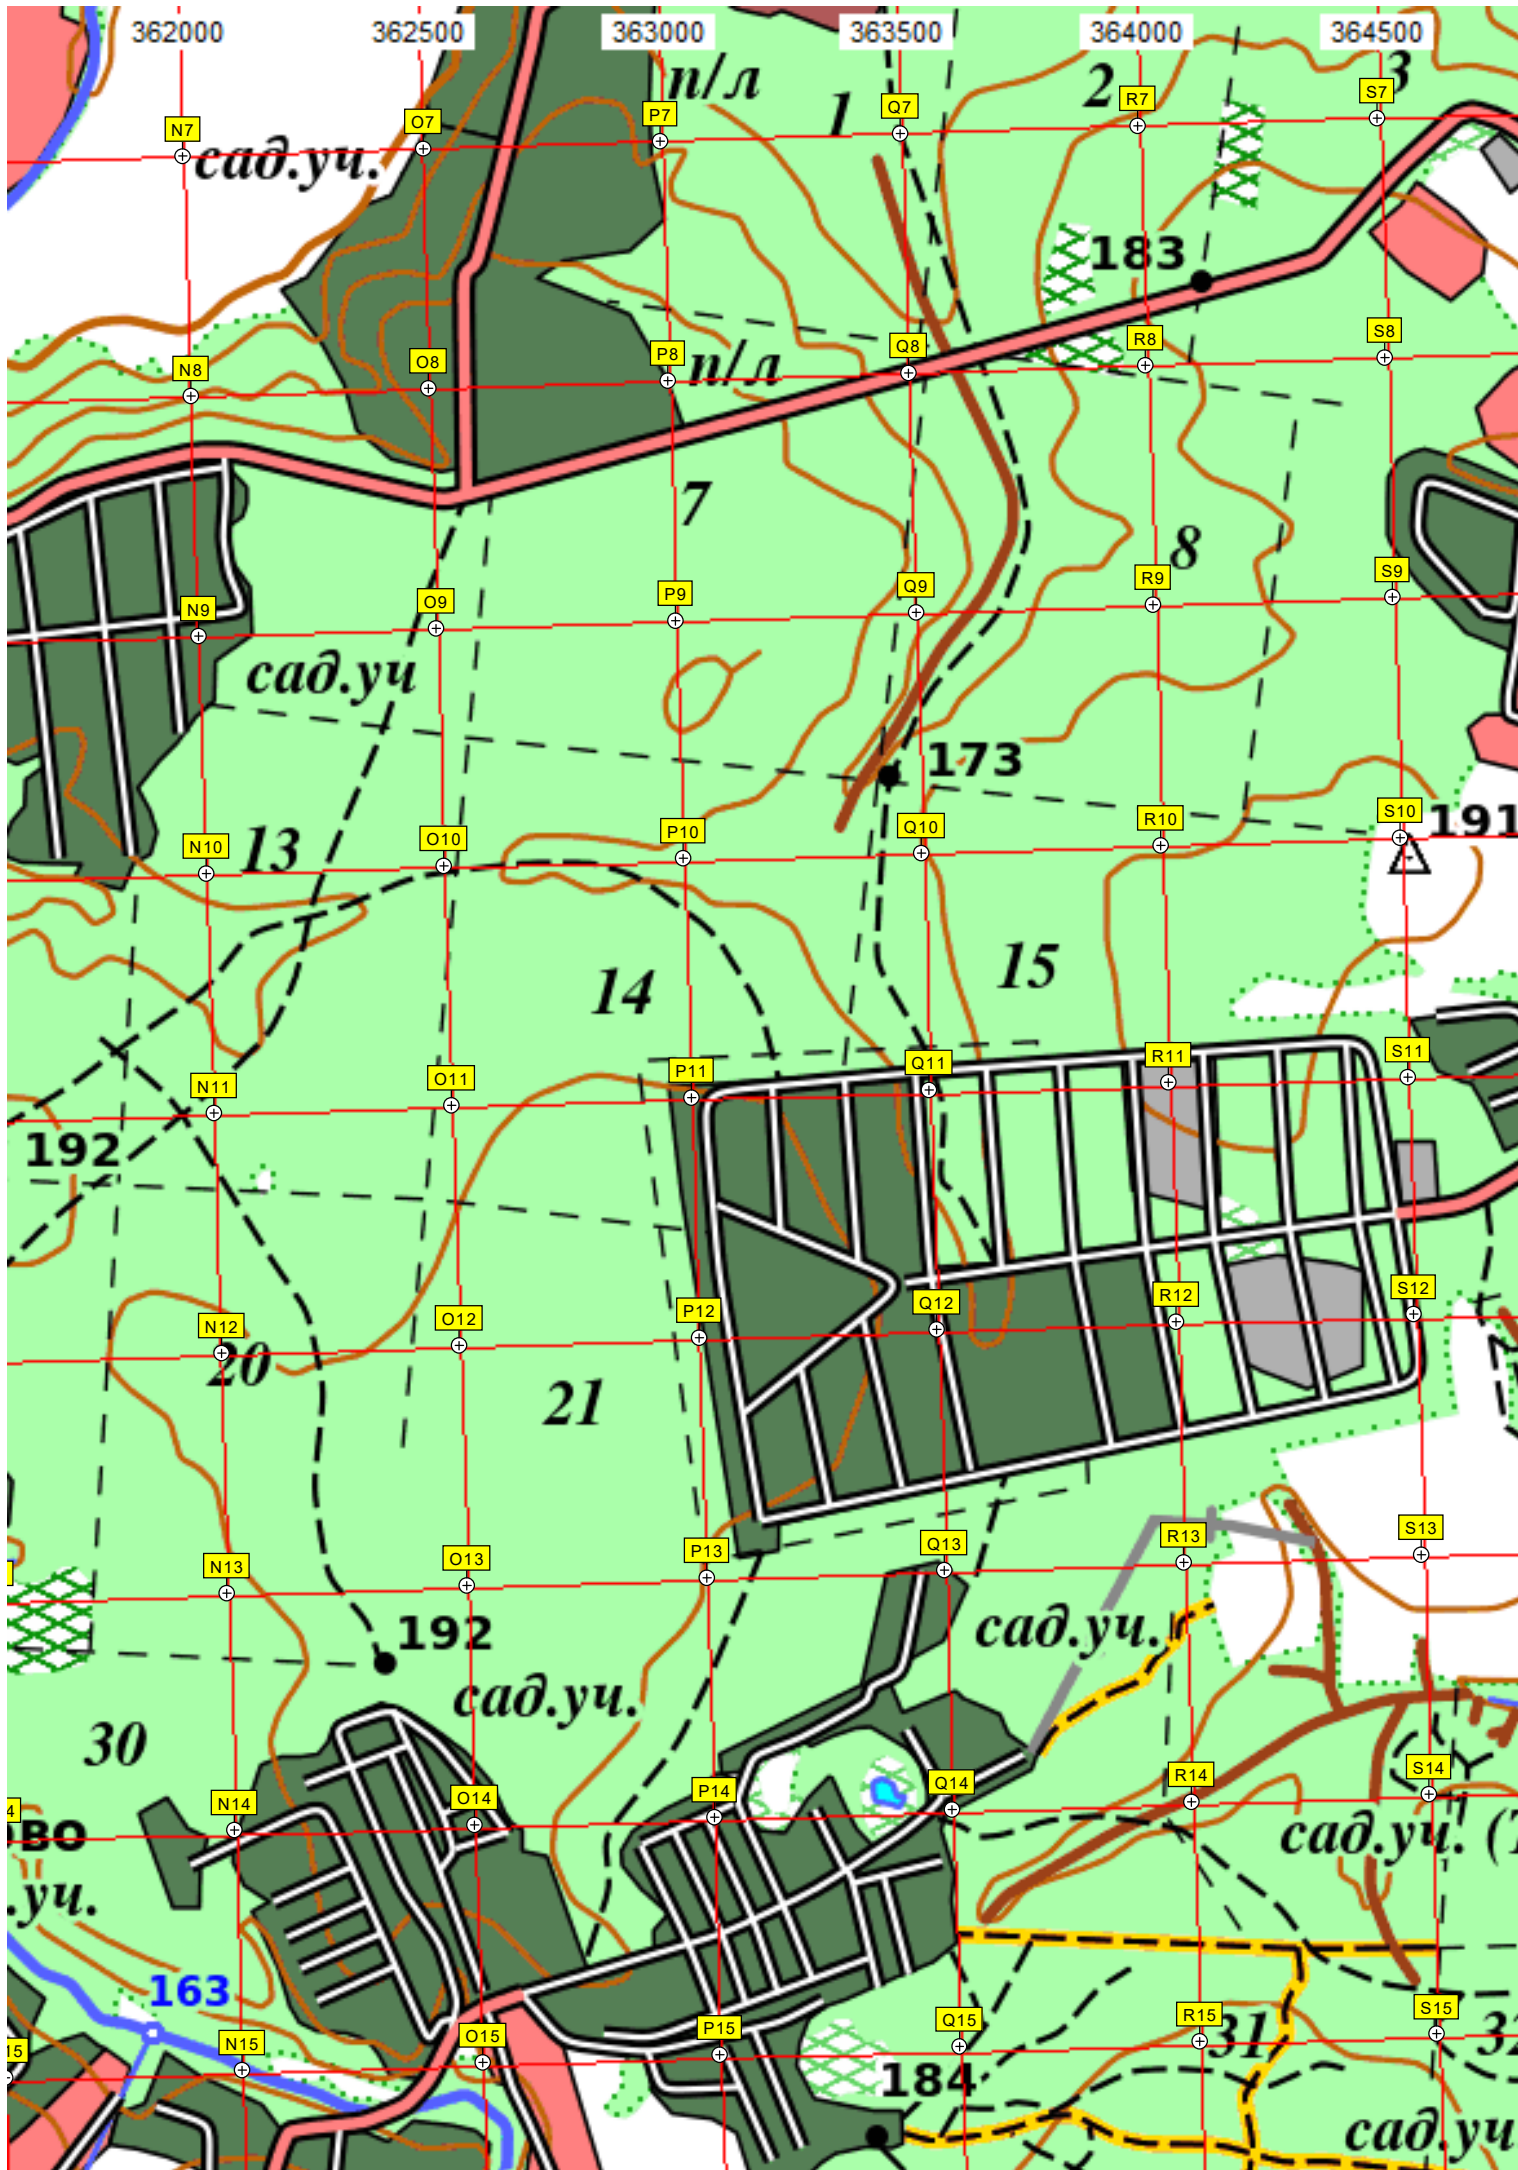 362000 362500 363000 363500 364000 364500
п/л 1 2 3
N7 O7 P7 Q7 R7 S7
сад.уч.
183
N8 O8 P8 Q8 R8 S8
п/л
7 8
N9 O9 P9 Q9 R9 S9
сад.уч
173
191
N10 O10 P10 Q10 R10 S10
13
14 15
N11 O11 P11 Q11 R11 S11
192
N12 O12 P12 Q12 R12 S12
20 21
N13 O13 P13 Q13 R13 S13
192 сад.уч.
сад.уч.
30
N14 O14 P14 Q14 R14 S14
4 во сад.уч. (
.уч.
163
N15 O15 P15 Q15 R15 S15
15 31
184
сад.уч